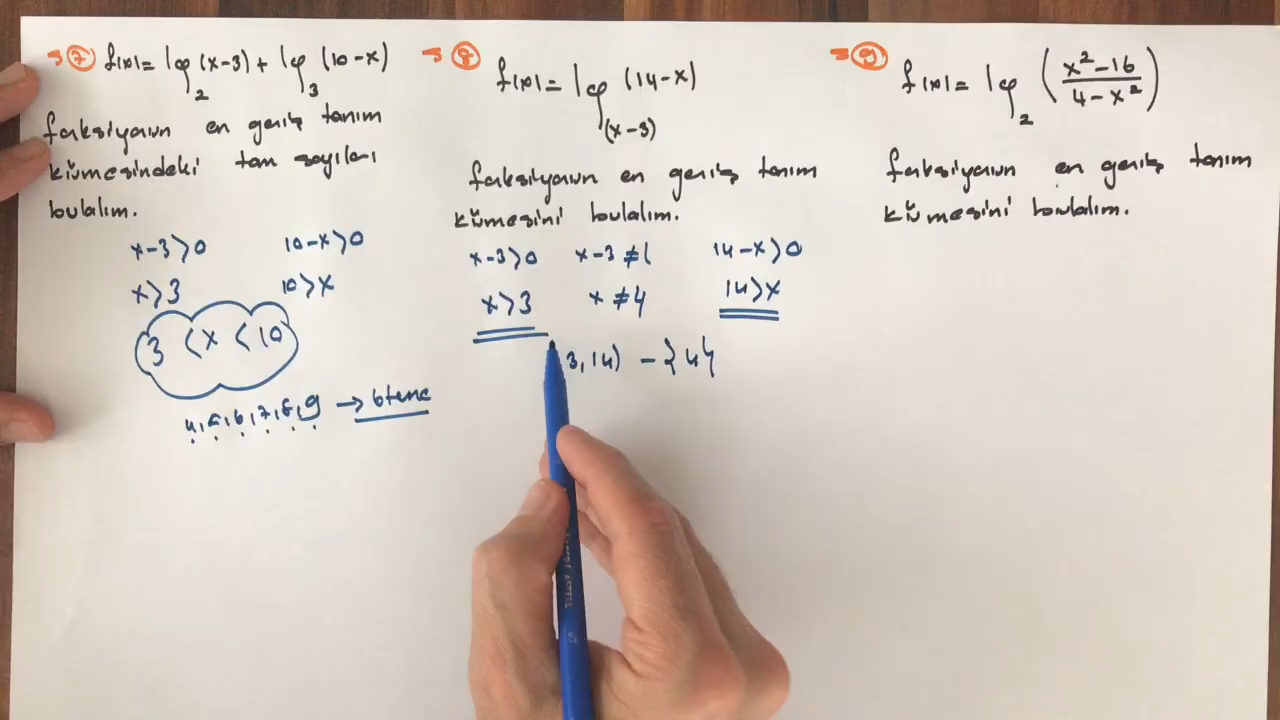 → 7 f(x) = log₂ (x-3) + log₃ (10-x)
fonksiyonun en geniş tanım
kümesindeki tam sayıları
bulalım.
x-3>0 10-x>0
x>3 10>x
3 < x < 10
4, 5, 6, 7, 8, 9 → 6 tane
→ 8 f(x) = log₍ₓ₋₃₎ (14-x)
fonksiyonun en geniş tanım
kümesini bulalım.
x-3>0 x-3≠1 14-x>0
x>3 x≠4 14>x
3, 14) - {4}
→ 9 f(x) = log₂ ( (x²-16) / (4-x²) )
fonksiyonun en geniş tanım
kümesini bulalım.